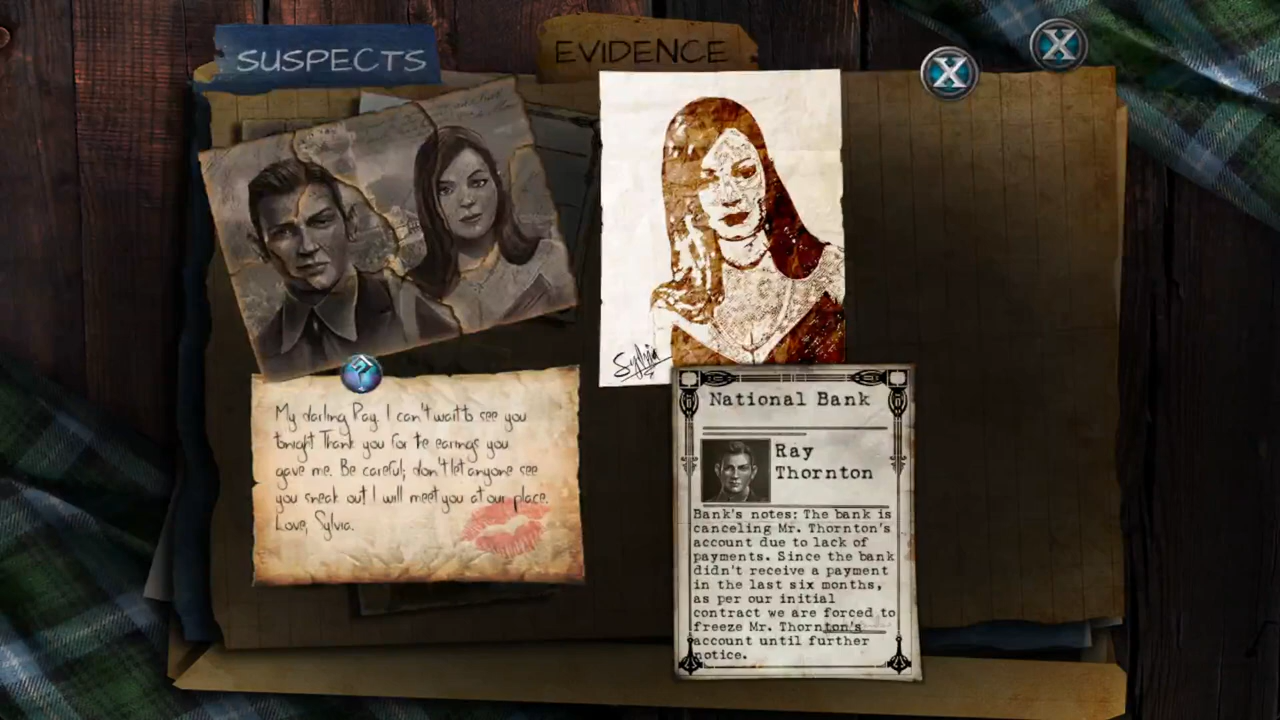 SUSPECTS
EVIDENCE
X
X
My darling Ray, I can't wait to see you
tonight Thank you for the earings you
gave me. Be careful; don't let anyone see
you sneak out I will meet you at our place.
Love, Sylvia.
Sylvia
National Bank
Ray
Thornton
Bank's notes: The bank is
canceling Mr. Thornton's
account due to lack of
payments. Since the bank
didn't receive a payment
in the last six months,
as per our initial
contract we are forced to
freeze Mr. Thornton's
account until further
notice.